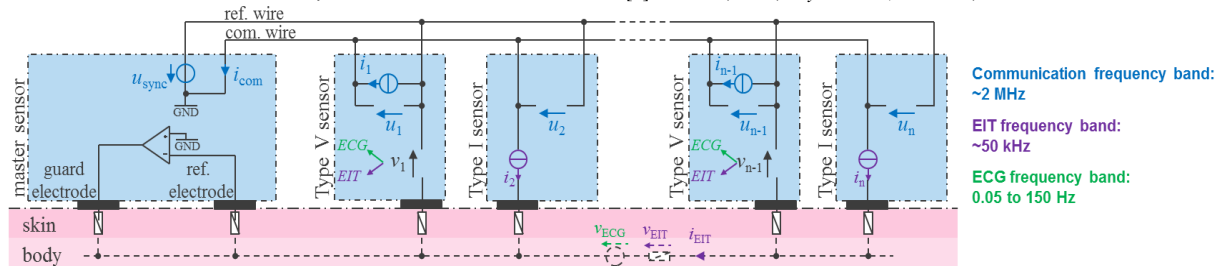 ref. wire
com. wire
master sensor
u_sync
i_com
GND
GND
guard
electrode
ref.
electrode
Type V sensor
i_1
u_1
ECG
EIT
v_1
Type I sensor
u_2
i_2
Type V sensor
i_n-1
u_n-1
ECG
EIT
v_n-1
Type I sensor
u_n
i_n
skin
body
v_ECG
v_EIT
i_EIT
Communication frequency band:
~2 MHz
EIT frequency band:
~50 kHz
ECG frequency band:
0.05 to 150 Hz